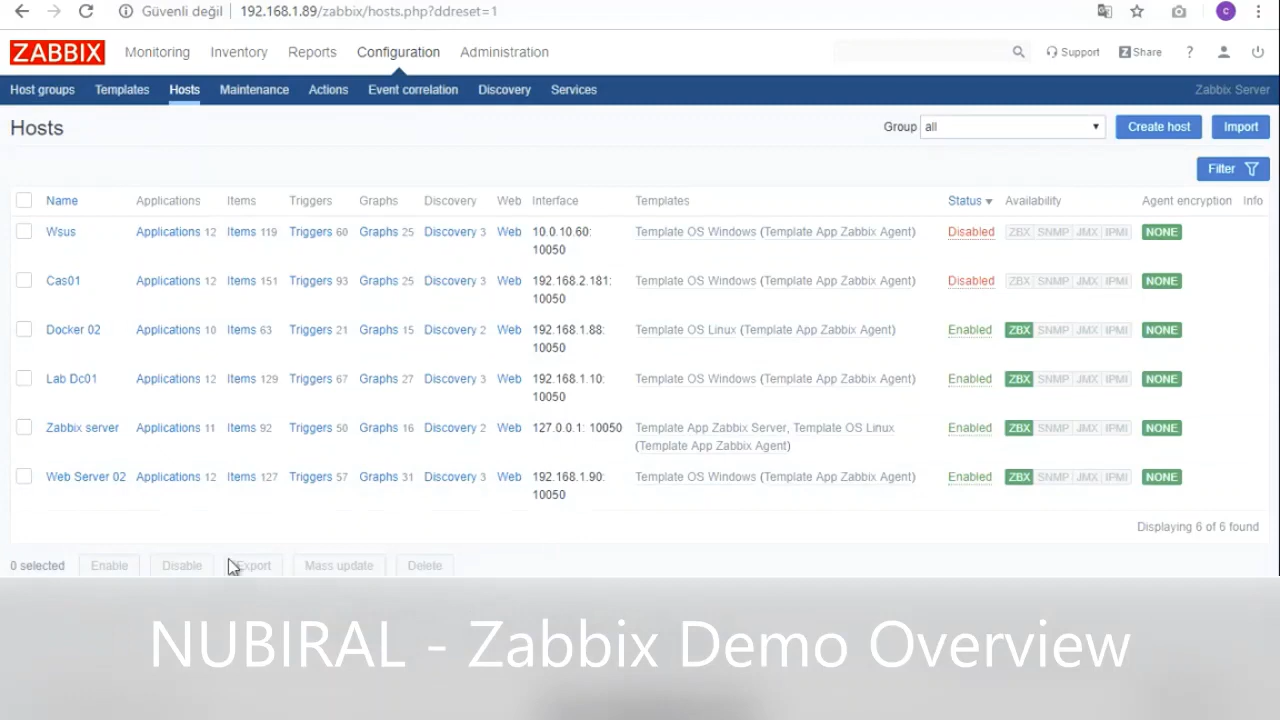 Güvenli değil 192.168.1.89/zabbix/hosts.php?ddreset=1 C
ZABBIX Monitoring Inventory Reports Configuration Administration Support Z Share ?
Host groups Templates Hosts Maintenance Actions Event correlation Discovery Services Zabbix Server
Hosts Group all Create host Import
Filter
Name Applications Items Triggers Graphs Discovery Web Interface Templates Status Availability Agent encryption Info
Wsus Applications 12 Items 119 Triggers 60 Graphs 25 Discovery 3 Web 10.0.10.60: Template OS Windows (Template App Zabbix Agent) Disabled ZBX SNMP JMX IPMI NONE
10050
Cas01 Applications 12 Items 151 Triggers 93 Graphs 25 Discovery 3 Web 192.168.2.181: Template OS Windows (Template App Zabbix Agent) Disabled ZBX SNMP JMX IPMI NONE
10050
Docker 02 Applications 10 Items 63 Triggers 21 Graphs 15 Discovery 2 Web 192.168.1.88: Template OS Linux (Template App Zabbix Agent) Enabled ZBX SNMP JMX IPMI NONE
10050
Lab Dc01 Applications 12 Items 129 Triggers 67 Graphs 27 Discovery 3 Web 192.168.1.10: Template OS Windows (Template App Zabbix Agent) Enabled ZBX SNMP JMX IPMI NONE
10050
Zabbix server Applications 11 Items 92 Triggers 50 Graphs 16 Discovery 2 Web 127.0.0.1: 10050 Template App Zabbix Server, Template OS Linux Enabled ZBX SNMP JMX IPMI NONE
(Template App Zabbix Agent)
Web Server 02 Applications 12 Items 127 Triggers 57 Graphs 31 Discovery 3 Web 192.168.1.90: Template OS Windows (Template App Zabbix Agent) Enabled ZBX SNMP JMX IPMI NONE
10050
Displaying 6 of 6 found
0 selected Enable Disable Export Mass update Delete
NUBIRAL - Zabbix Demo Overview